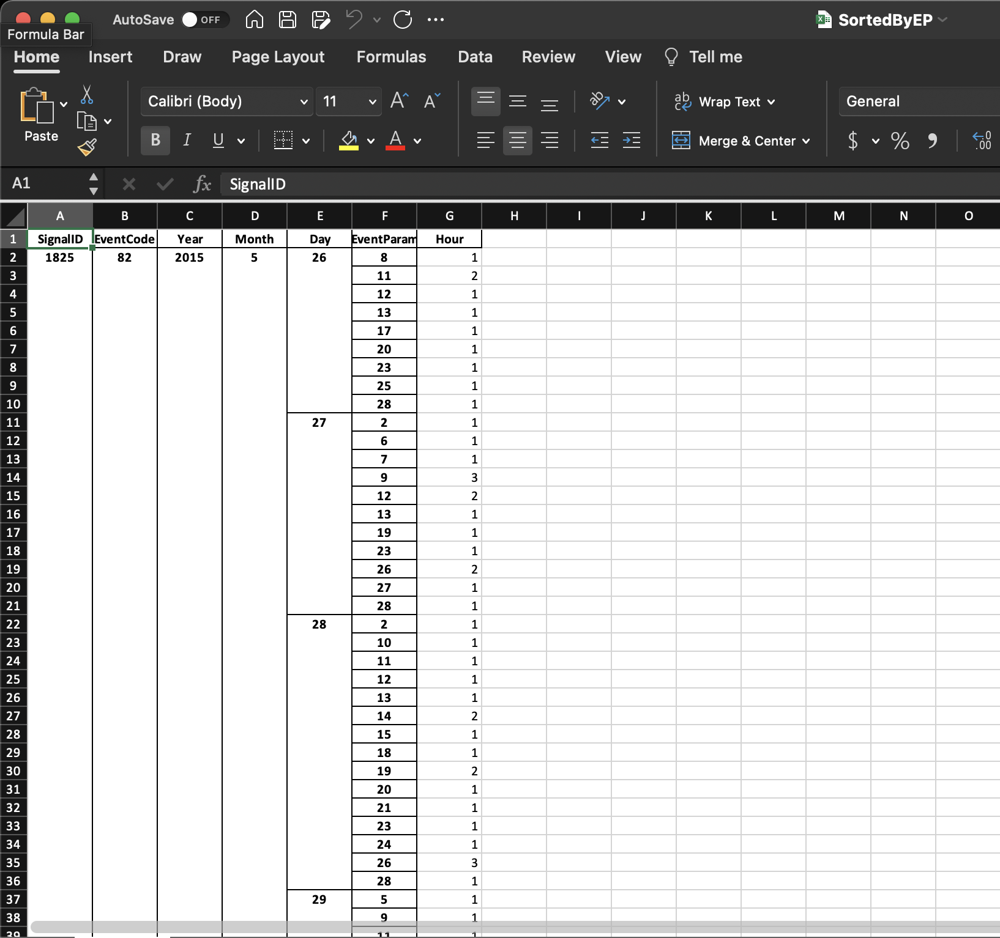 AutoSave OFF SortedByEP
Formula Bar
Home Insert Draw Page Layout Formulas Data Review View Tell me
Calibri (Body) 11 ab Wrap Text General
Paste
B I U A Merge & Center $ % .00
A1 fx SignalID
A B C D E F G H I J K L M N O
1 SignalID EventCode Year Month Day EventParam Hour
2 1825 82 2015 5 26 8 1
3 11 2
4 12 1
5 13 1
6 17 1
7 20 1
8 23 1
9 25 1
10 28 1
11 27 2 1
12 6 1
13 7 1
14 9 3
15 12 2
16 13 1
17 19 1
18 23 1
19 26 2
20 27 1
21 28 1
22 28 2 1
23 10 1
24 11 1
25 12 1
26 13 1
27 14 2
28 15 1
29 18 1
30 19 2
31 20 1
32 21 1
33 23 1
34 24 1
35 26 3
36 28 1
37 29 5 1
38 9 1
39 11 1